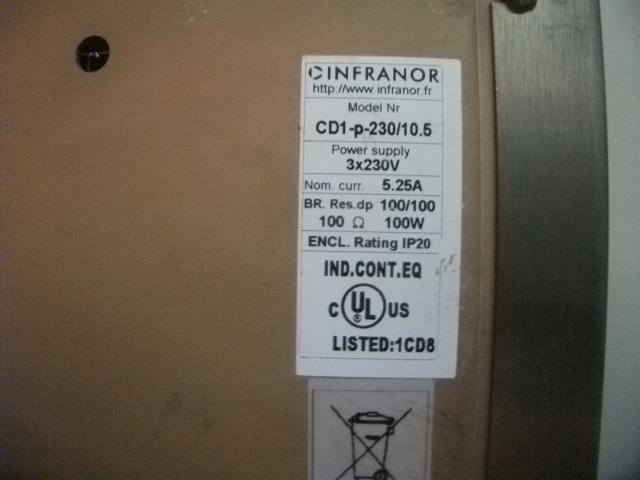 INFRANOR
http://www.infranor.fr
Model Nr
CD1-p-230/10.5
Power supply
3x230V
Nom. curr. 5.25A
BR. Res.dp 100/100
100 Ω 100W
ENCL. Rating IP20
IND.CONT.EQ
C UL US
LISTED:1CD8